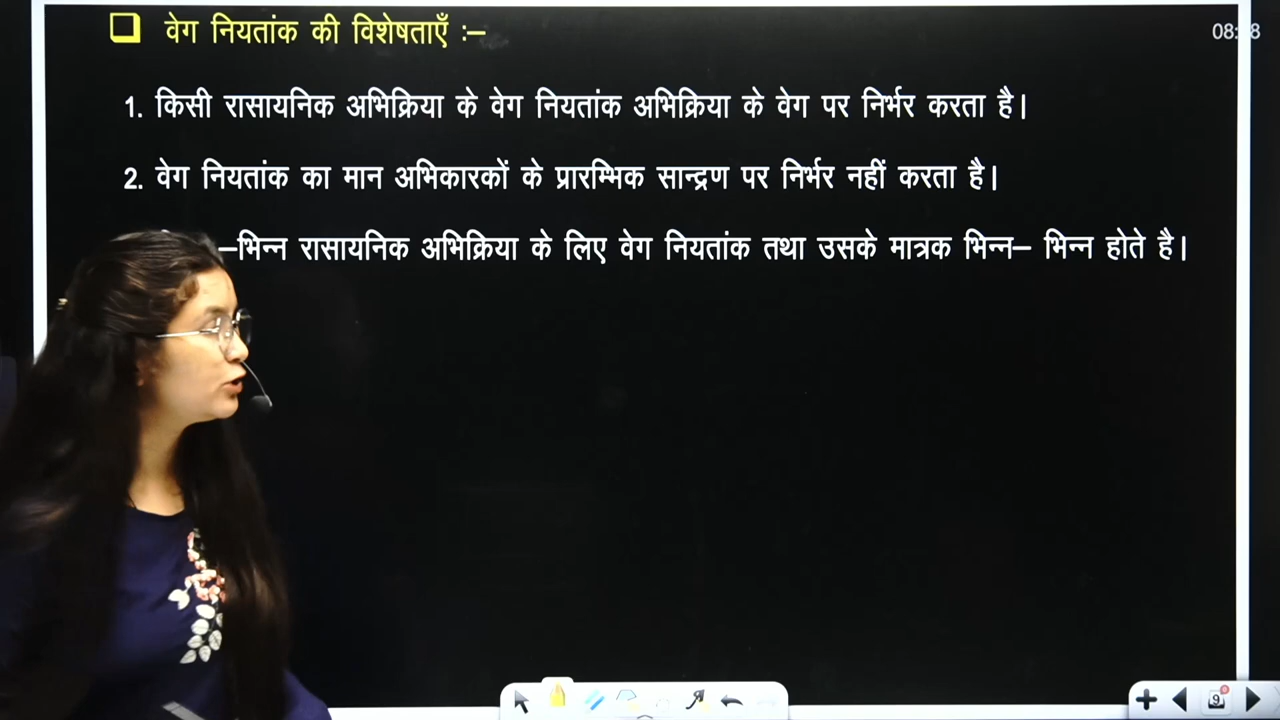 वेग नियतांक की विशेषताएँ :–
1. किसी रासायनिक अभिक्रिया के वेग नियतांक अभिक्रिया के वेग पर निर्भर करता है।
2. वेग नियतांक का मान अभिकारकों के प्रारम्भिक सान्द्रण पर निर्भर नहीं करता है।
–भिन्न रासायनिक अभिक्रिया के लिए वेग नियतांक तथा उसके मात्रक भिन्न– भिन्न होते है।
9